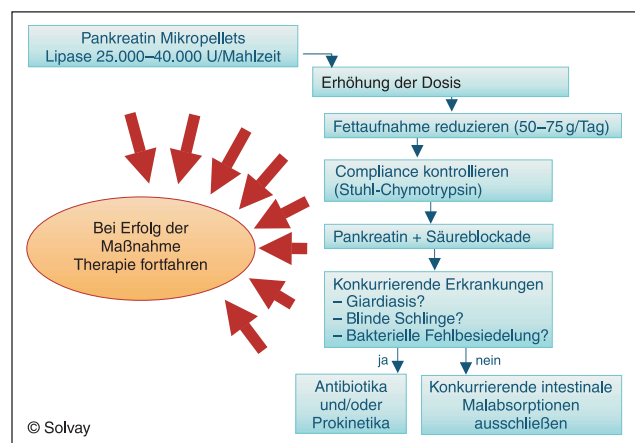 Pankreatin Mikropellets
Lipase 25.000–40.000 U/Mahlzeit
Erhöhung der Dosis
Fettaufnahme reduzieren (50–75 g/Tag)
Compliance kontrollieren
(Stuhl-Chymotrypsin)
Pankreatin + Säureblockade
Konkurrierende Erkrankungen
– Giardiasis?
– Blinde Schlinge?
– Bakterielle Fehlbesiedelung?
ja
nein
Antibiotika
und/oder
Prokinetika
Konkurrierende intestinale
Malabsorptionen
ausschließen
Bei Erfolg der
Maßnahme
Therapie fortfahren
© Solvay